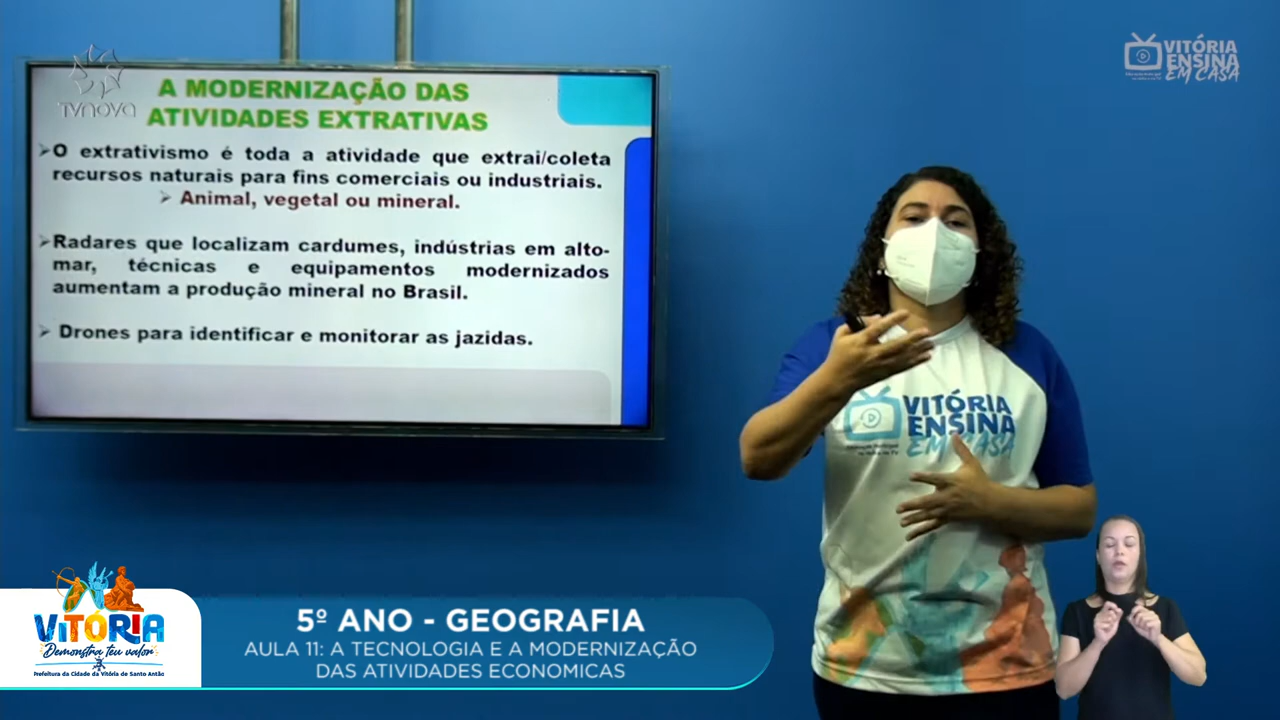 TVNOVA
A MODERNIZAÇÃO DAS
ATIVIDADES EXTRATIVAS
➢O extrativismo é toda a atividade que extrai/coleta
recursos naturais para fins comerciais ou industriais.
➢ Animal, vegetal ou mineral.
➢Radares que localizam cardumes, indústrias em alto-
mar, técnicas e equipamentos modernizados
aumentam a produção mineral no Brasil.
➢ Drones para identificar e monitorar as jazidas.
VITÓRIA
ENSINA
EM CASA
VITÓRIA
ENSINA
EM CASA
VITÓRIA
Demonstra teu valor
Prefeitura da Cidade da Vitória de Santo Antão
5º ANO - GEOGRAFIA
AULA 11: A TECNOLOGIA E A MODERNIZAÇÃO
DAS ATIVIDADES ECONOMICAS